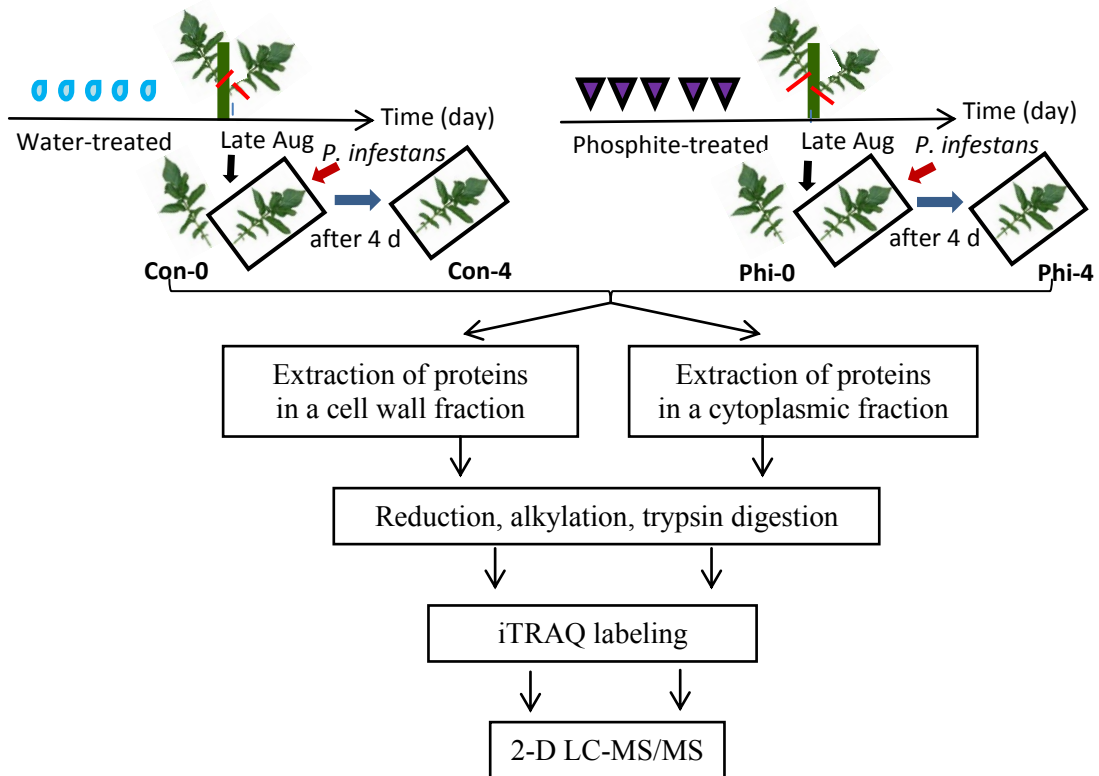 Time (day)
Water-treated
Late Aug
P. infestans
after 4 d
Con-0
Con-4
Time (day)
Phosphite-treated
Late Aug
P. infestans
after 4 d
Phi-0
Phi-4
Extraction of proteins
in a cell wall fraction
Extraction of proteins
in a cytoplasmic fraction
Reduction, alkylation, trypsin digestion
iTRAQ labeling
2-D LC-MS/MS